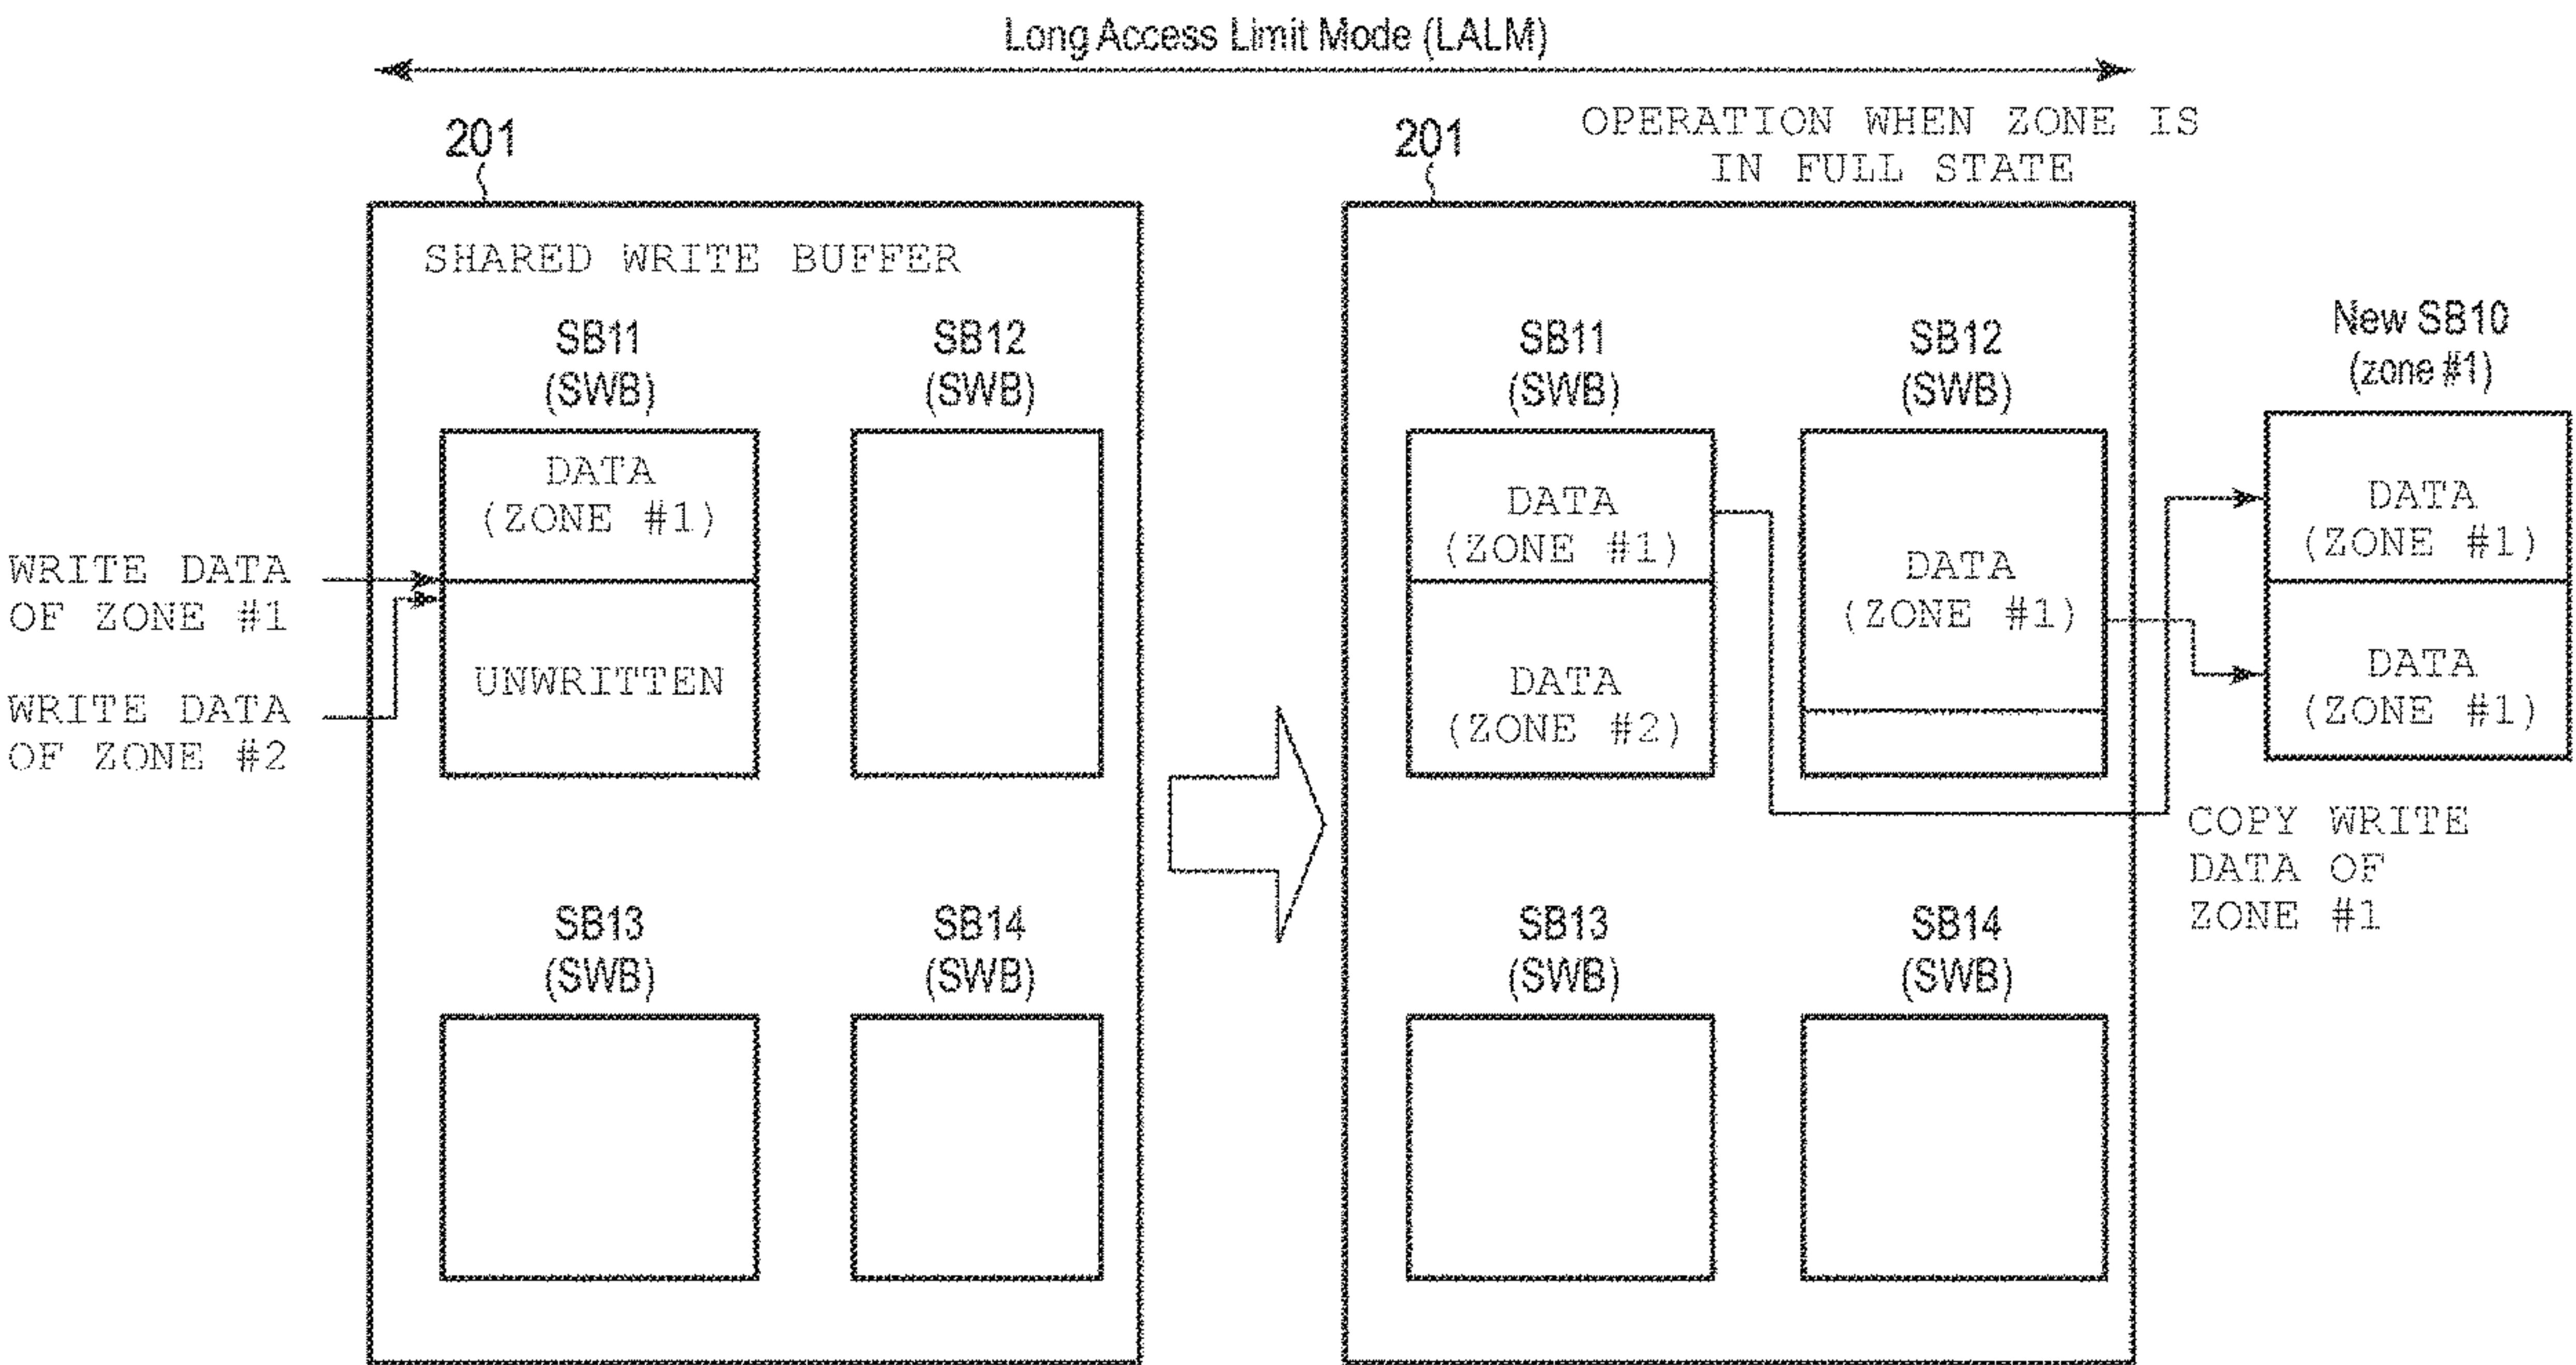 Long Access Limit Mode (LALM)
201
SHARED WRITE BUFFER
SB11
(SWB)
SB12
(SWB)
DATA
(ZONE #1)
UNWRITTEN
WRITE DATA
OF ZONE #1
WRITE DATA
OF ZONE #2
SB13
(SWB)
SB14
(SWB)
201
OPERATION WHEN ZONE IS
IN FULL STATE
SB11
(SWB)
SB12
(SWB)
New SB10
(zone #1)
DATA
(ZONE #1)
DATA
(ZONE #2)
DATA
(ZONE #1)
DATA
(ZONE #1)
DATA
(ZONE #1)
COPY WRITE
DATA OF
ZONE #1
SB13
(SWB)
SB14
(SWB)